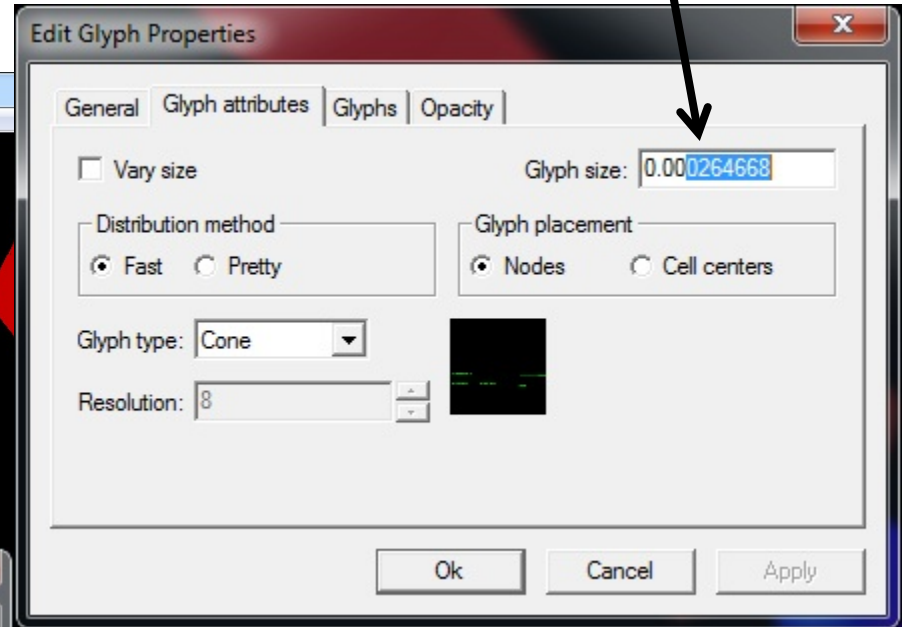 Edit Glyph Properties
General Glyph attributes Glyphs Opacity
Vary size Glyph size: 0.000264668
Distribution method Glyph placement
Fast Pretty Nodes Cell centers
Glyph type: Cone
Resolution: 8
Ok Cancel Apply